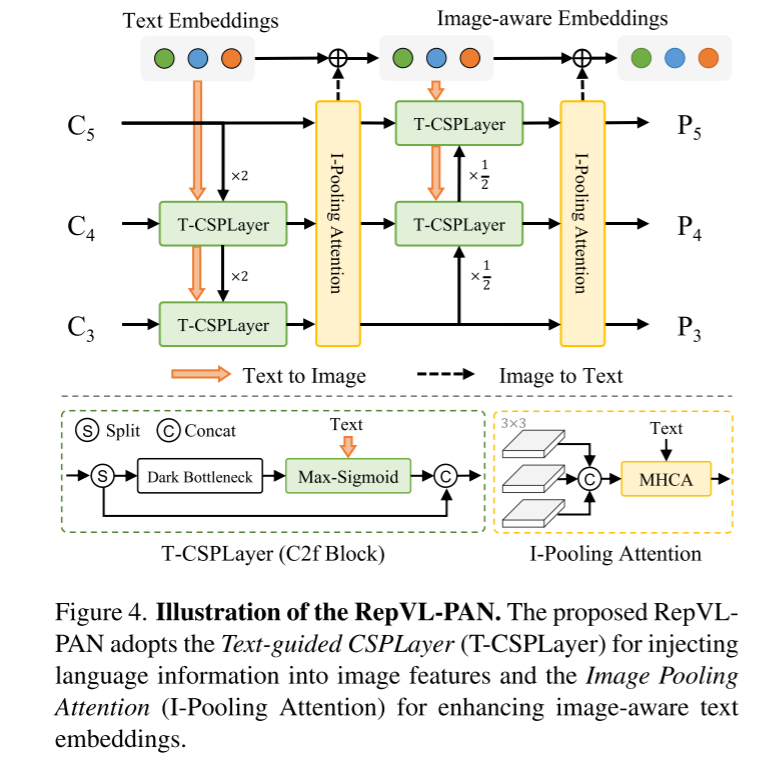 Text Embeddings
Image-aware Embeddings
C5
T-CSPLayer
P5
×2
I-Pooling Attention
×1/2
I-Pooling Attention
C4
T-CSPLayer
T-CSPLayer
P4
×2
×1/2
C3
T-CSPLayer
P3
Text to Image
Image to Text
S Split C Concat
Text
3×3
Text
S
Dark Bottleneck
Max-Sigmoid
C
C
MHCA
T-CSPLayer (C2f Block)
I-Pooling Attention
Figure 4. Illustration of the RepVL-PAN. The proposed RepVL-
PAN adopts the Text-guided CSPLayer (T-CSPLayer) for injecting
language information into image features and the Image Pooling
Attention (I-Pooling Attention) for enhancing image-aware text
embeddings.